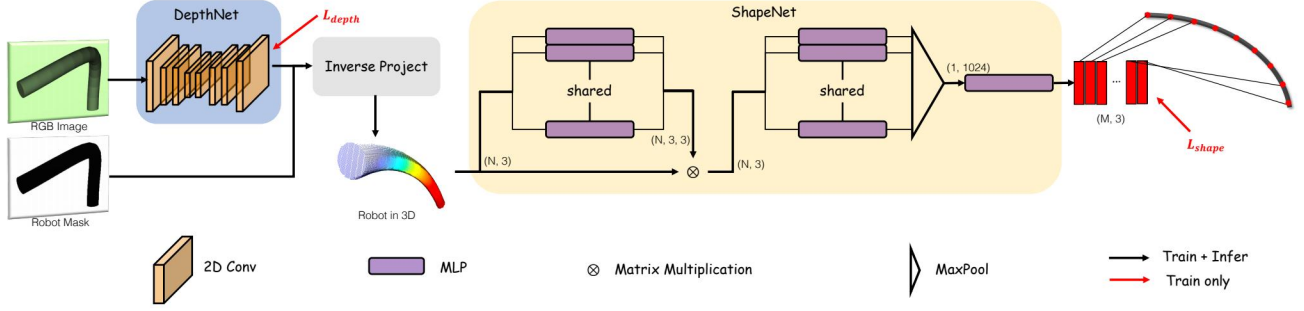 DepthNet
L_depth
ShapeNet
RGB Image
Inverse Project
shared
(N, 3, 3)
shared
(1, 1024)
...
(M, 3)
L_shape
(N, 3)
(N, 3)
⊗
Robot Mask
Robot in 3D
2D Conv
MLP
⊗ Matrix Multiplication
MaxPool
Train + Infer
Train only